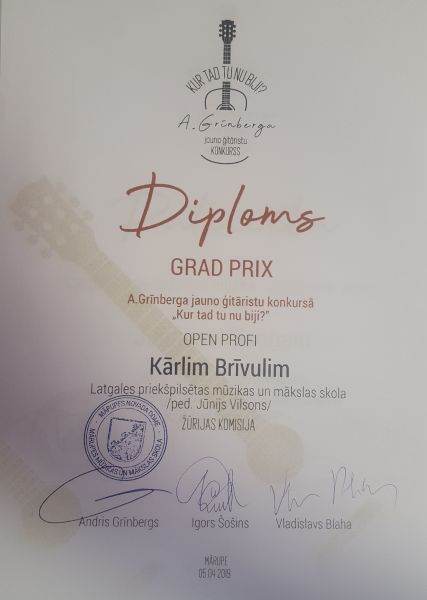 KUR TAD TU NU BIJI?
A. Grīnberga
jauno ģitāristu
KONKURSS
Diploms
GRAD PRIX
A.Grīnberga jauno ģitāristu konkursā
„Kur tad tu nu biji?”
OPEN PROFI
Kārlim Brīvulim
Latgales priekšpilsētas mūzikas un mākslas skola
/ped. Jūnijs Vilsons/
ŽŪRIJAS KOMISIJA
MĀRUPES NOVADA DOME
MĀRUPES MŪZIKAS UN MĀKSLAS SKOLA
Andris Grīnbergs Igors Šošins Vladislavs Blaha
MĀRUPE
05.04.2019